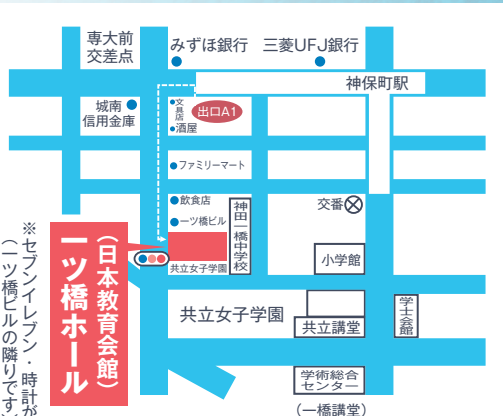 専大前
交差点
みずほ銀行
三菱UFJ銀行
神保町駅
城南
信用金庫
文具店
出口A1
酒屋
ファミリーマート
飲食店
一ツ橋ビル
神田一橋中学校
交番
共立女子学園
小学館
(日本教育会館)
一ツ橋ホール
※セブンイレブン・時計が
(一ツ橋ビルの隣りです)
共立女子学園
共立講堂
学士会館
学術総合
センター
(一橋講堂)